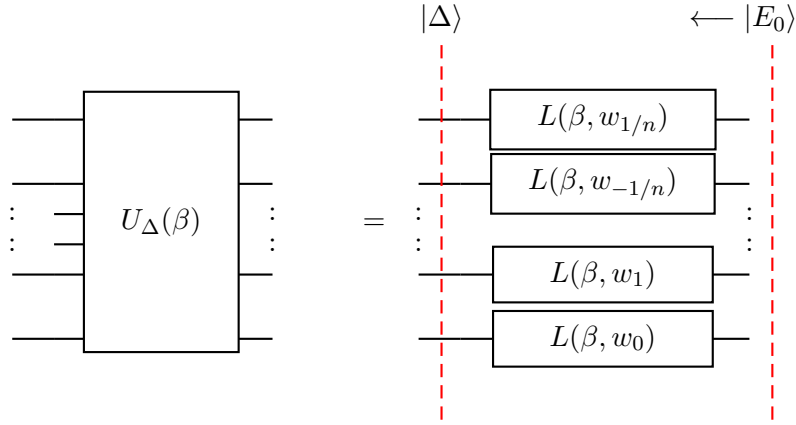 |Δ⟩ ⟵ |E₀⟩
L(β, w_{1/n})
L(β, w_{−1/n})
: :
: :
U_Δ(β)
=
: :
: :
L(β, w₁)
L(β, w₀)